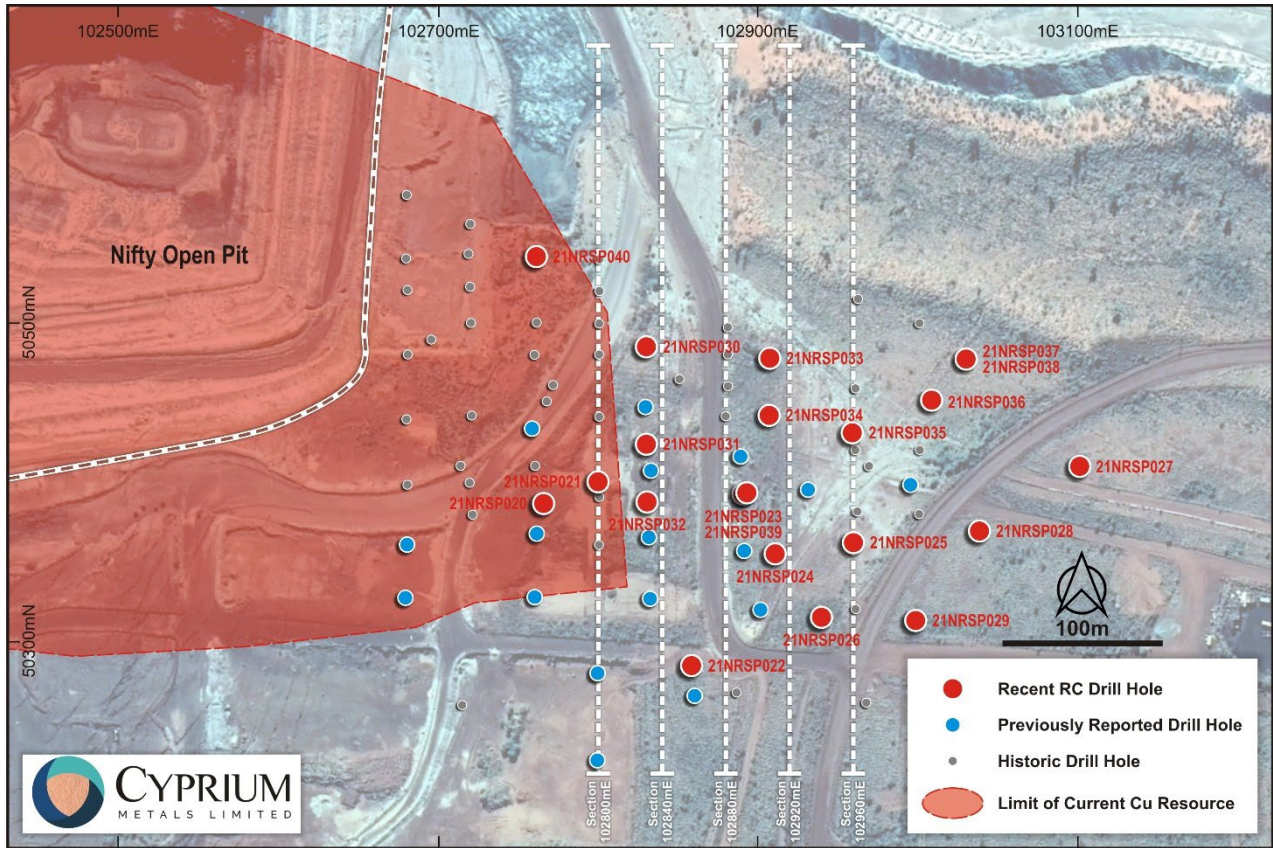 102500mE
102700mE
102900mE
103100mE
Nifty Open Pit
50500mN
50300mN
21NRSP040
21NRSP030
21NRSP033
21NRSP037
21NRSP038
21NRSP036
21NRSP034
21NRSP035
21NRSP031
21NRSP027
21NRSP021
21NRSP020
21NRSP032
21NRSP023
21NRSP039
21NRSP028
21NRSP025
21NRSP024
21NRSP026
21NRSP029
21NRSP022
100m
Section
102800mE
Section
102840mE
Section
102880mE
Section
102920mE
Section
102960mE
Recent RC Drill Hole
Previously Reported Drill Hole
Historic Drill Hole
Limit of Current Cu Resource
CYPRIUM
METALS LIMITED